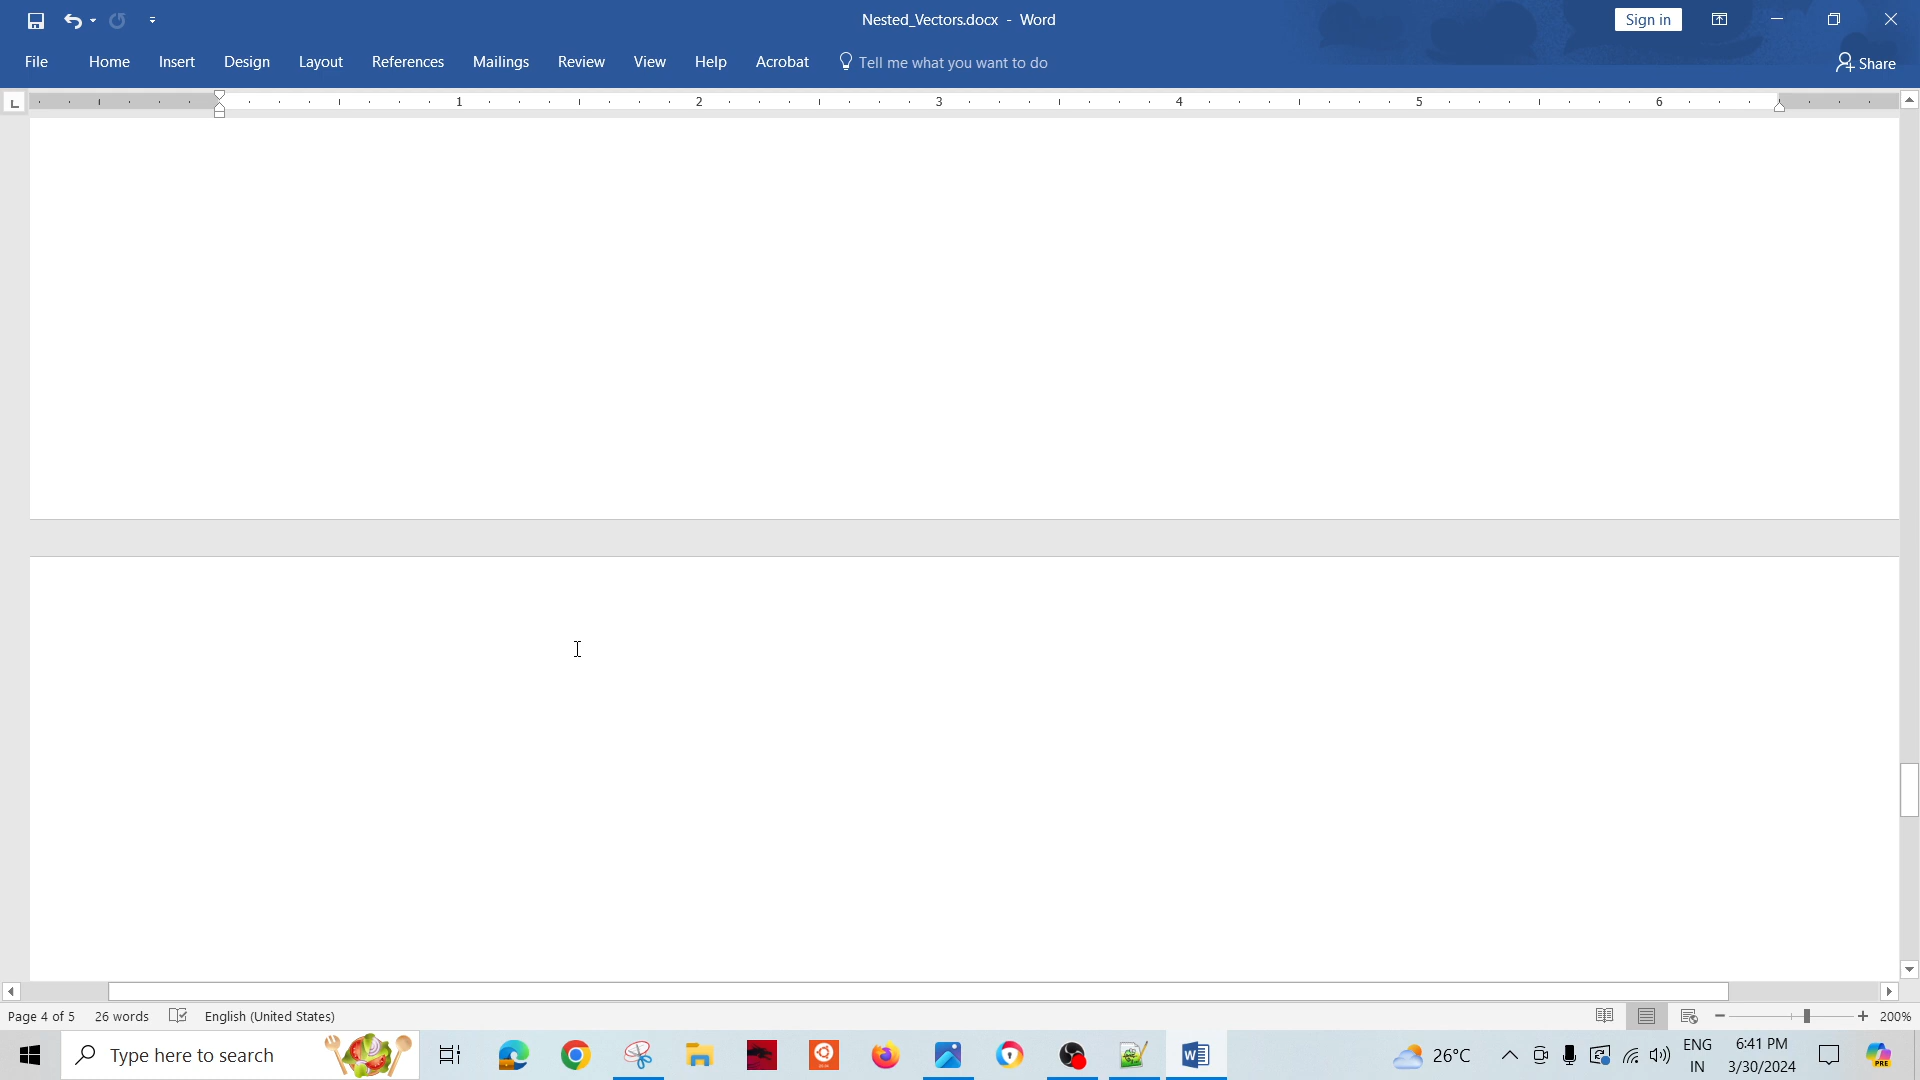 Nested_Vectors.docx - Word
Sign in
File Home Insert Design Layout References Mailings Review View Help Acrobat Tell me what you want to do
Share
L 1 2 3 4 5 6
Page 4 of 5 26 words English (United States) 200%
Type here to search
26°C
ENG
IN
6:41 PM
3/30/2024
PRE